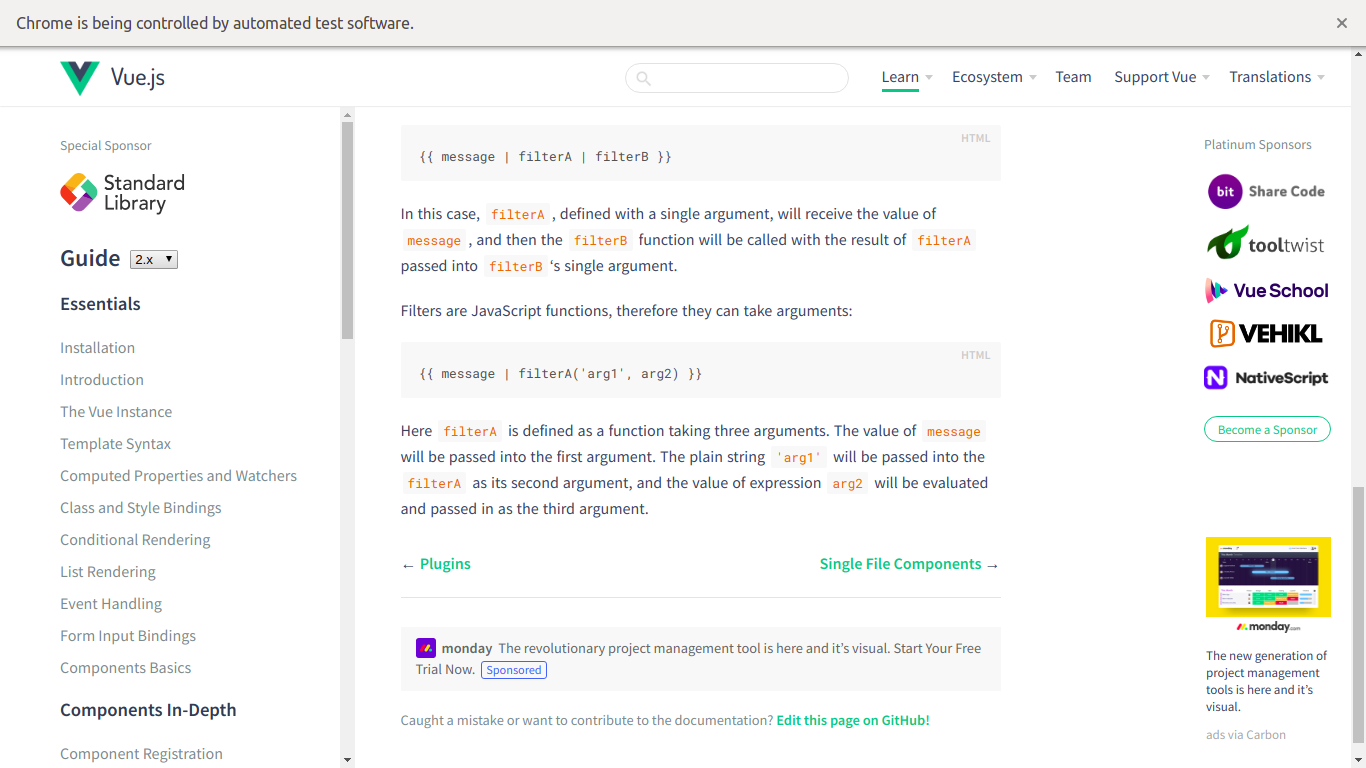 Chrome is being controlled by automated test software.
Vue.js
Learn
Ecosystem
Team
Support Vue
Translations
Special Sponsor
Standard
Library
Guide 2.x
Essentials
Installation
Introduction
The Vue Instance
Template Syntax
Computed Properties and Watchers
Class and Style Bindings
Conditional Rendering
List Rendering
Event Handling
Form Input Bindings
Components Basics
Components In-Depth
Component Registration
HTML
{{ message | filterA | filterB }}
In this case, filterA , defined with a single argument, will receive the value of
message , and then the filterB function will be called with the result of filterA
passed into filterB ‘s single argument.
Filters are JavaScript functions, therefore they can take arguments:
HTML
{{ message | filterA('arg1', arg2) }}
Here filterA is defined as a function taking three arguments. The value of message
will be passed into the first argument. The plain string 'arg1' will be passed into the
filterA as its second argument, and the value of expression arg2 will be evaluated
and passed in as the third argument.
← Plugins
Single File Components →
monday The revolutionary project management tool is here and it’s visual. Start Your Free
Trial Now. Sponsored
Caught a mistake or want to contribute to the documentation? Edit this page on GitHub!
Platinum Sponsors
bit Share Code
tooltwist
Vue School
VEHIKL
NativeScript
Become a Sponsor
monday.com
The new generation of
project management
tools is here and it’s
visual.
ads via Carbon